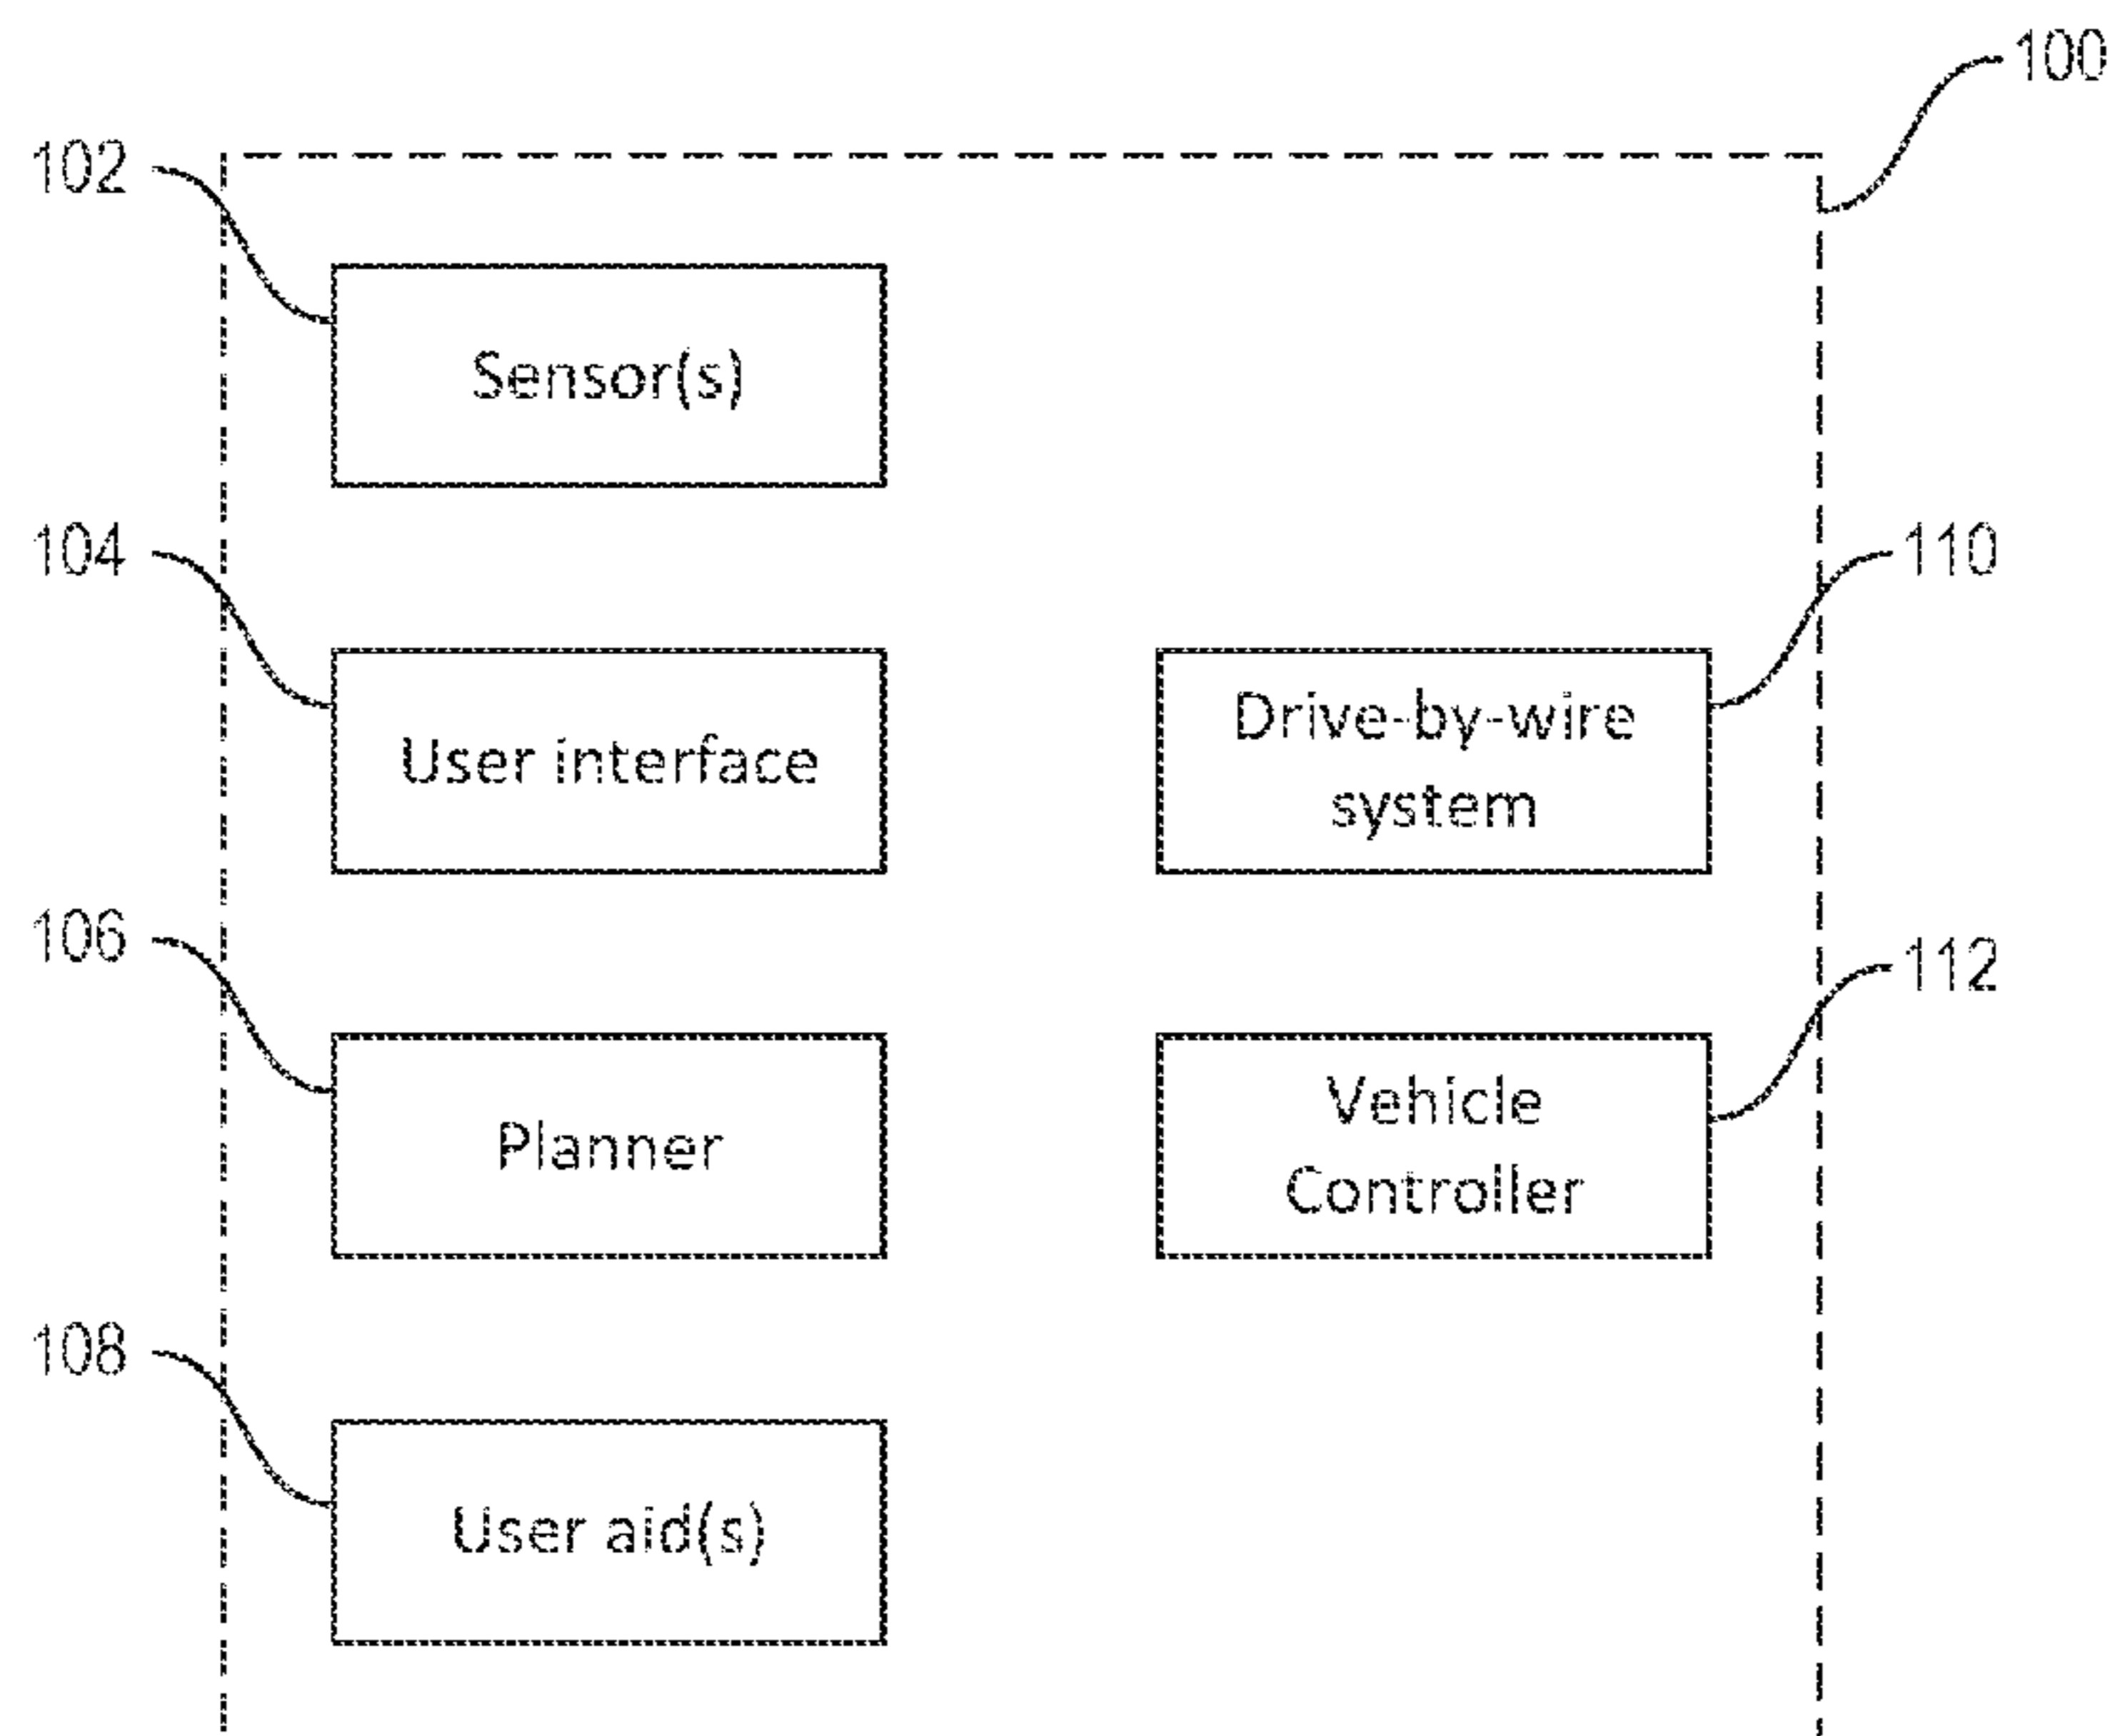 100
102
Sensor(s)
104
User interface
110
Drive-by-wire
system
106
Planner
112
Vehicle
Controller
108
User aid(s)